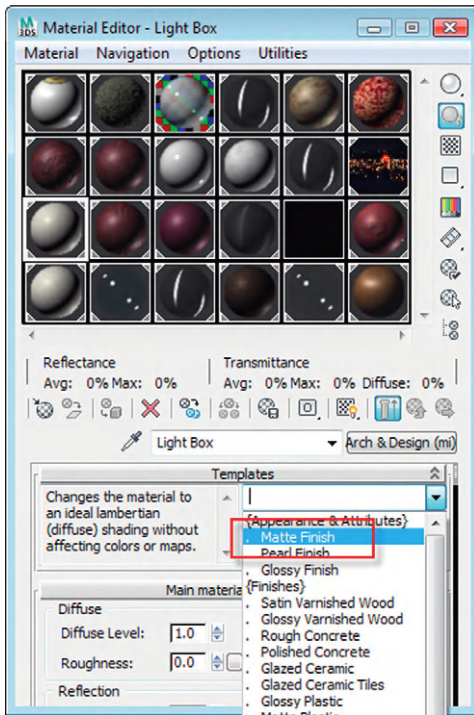 Material Editor - Light Box
Material Navigation Options Utilities
Reflectance Transmittance
Avg: 0% Max: 0% Avg: 0% Max: 0% Diffuse: 0%
Light Box Arch & Design (mi)
Templates
Changes the material to
an ideal lambertian
(diffuse) shading without
affecting colors or maps.
{Appearance & Attributes}
. Matte Finish
. Pearl Finish
. Glossy Finish
{Finishes}
. Satin Varnished Wood
. Glossy Varnished Wood
. Rough Concrete
. Polished Concrete
. Glazed Ceramic
. Glazed Ceramic Tiles
. Glossy Plastic
. Matte Plastic
Main materia
Diffuse
Diffuse Level: 1.0
Roughness: 0.0
Reflection